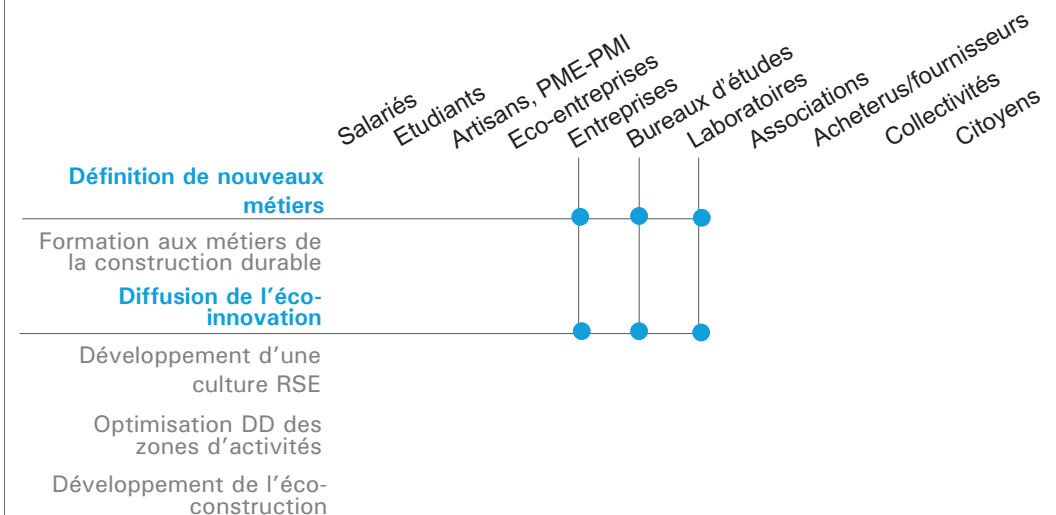 Salariés
Etudiants
Artisans, PME-PMI
Eco-entreprises
Entreprises
Bureaux d'études
Laboratoires
Associations
Acheterus/fournisseurs
Collectivités
Citoyens
Définition de nouveaux
métiers
Formation aux métiers de
la construction durable
Diffusion de l'éco-
innovation
Développement d'une
culture RSE
Optimisation DD des
zones d'activités
Développement de l'éco-
construction